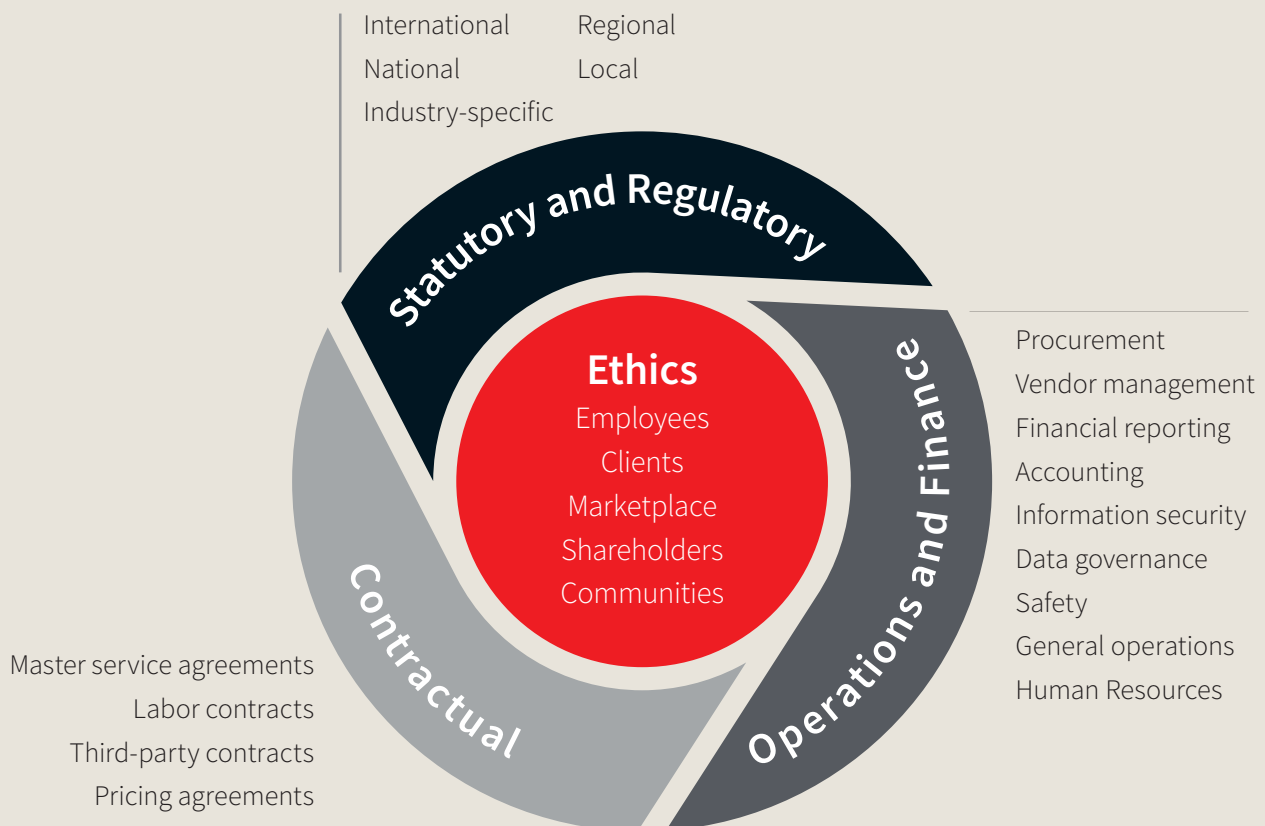 International Regional
National Local
Industry-specific
Statutory and Regulatory
Ethics
Employees
Clients
Marketplace
Shareholders
Communities
Operations and Finance
Procurement
Vendor management
Financial reporting
Accounting
Information security
Data governance
Safety
General operations
Human Resources
Contractual
Master service agreements
Labor contracts
Third-party contracts
Pricing agreements